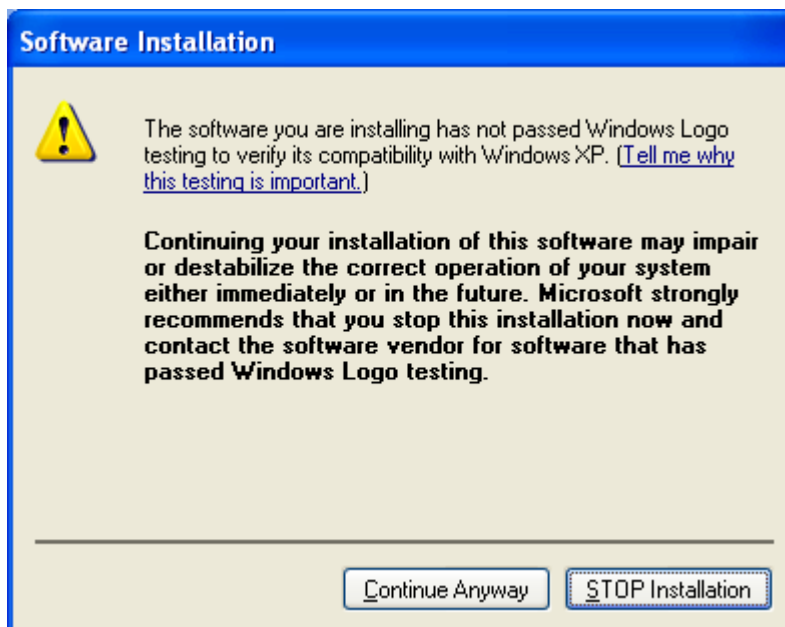 Software Installation
The software you are installing has not passed Windows Logo
testing to verify its compatibility with Windows XP. (Tell me why
this testing is important.)
Continuing your installation of this software may impair
or destabilize the correct operation of your system
either immediately or in the future. Microsoft strongly
recommends that you stop this installation now and
contact the software vendor for software that has
passed Windows Logo testing.
Continue Anyway
STOP Installation